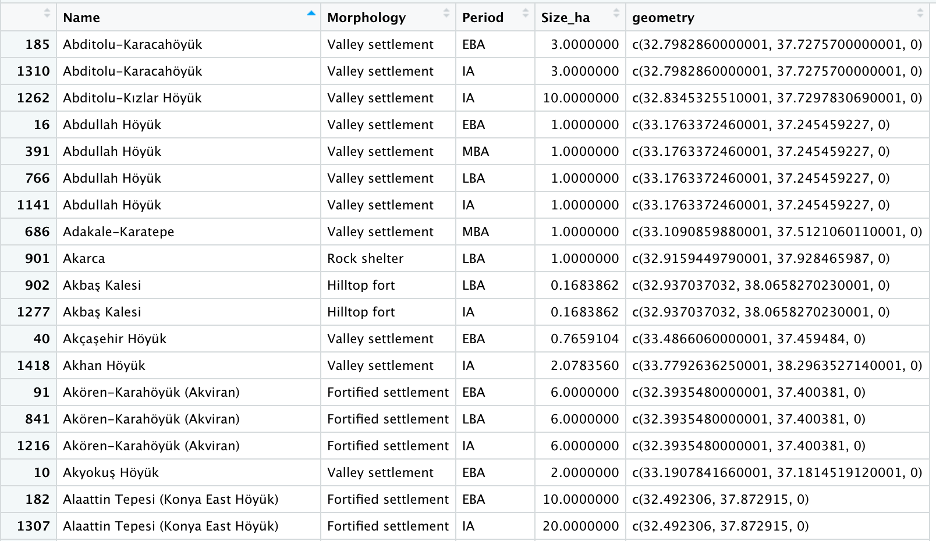 Name Morphology Period Size_ha geometry
185 Abditolu-Karacahöyük Valley settlement EBA 3.0000000 c(32.7982860000001, 37.7275700000001, 0)
1310 Abditolu-Karacahöyük Valley settlement IA 3.0000000 c(32.7982860000001, 37.7275700000001, 0)
1262 Abditolu-Kızlar Höyük Valley settlement IA 10.0000000 c(32.8345325510001, 37.7297830690001, 0)
16 Abdullah Höyük Valley settlement EBA 1.0000000 c(33.1763372460001, 37.245459227, 0)
391 Abdullah Höyük Valley settlement MBA 1.0000000 c(33.1763372460001, 37.245459227, 0)
766 Abdullah Höyük Valley settlement LBA 1.0000000 c(33.1763372460001, 37.245459227, 0)
1141 Abdullah Höyük Valley settlement IA 1.0000000 c(33.1763372460001, 37.245459227, 0)
686 Adakale-Karatepe Valley settlement MBA 1.0000000 c(33.1090859880001, 37.5121060110001, 0)
901 Akarca Rock shelter LBA 1.0000000 c(32.9159449790001, 37.928465987, 0)
902 Akbaş Kalesi Hilltop fort LBA 0.1683862 c(32.937037032, 38.0658270230001, 0)
1277 Akbaş Kalesi Hilltop fort IA 0.1683862 c(32.937037032, 38.0658270230001, 0)
40 Akçaşehir Höyük Valley settlement EBA 0.7659104 c(33.4866060000001, 37.459484, 0)
1418 Akhan Höyük Valley settlement IA 2.0783560 c(33.7792636250001, 38.2963527140001, 0)
91 Akören-Karahöyük (Akviran) Fortified settlement EBA 6.0000000 c(32.3935480000001, 37.400381, 0)
841 Akören-Karahöyük (Akviran) Fortified settlement LBA 6.0000000 c(32.3935480000001, 37.400381, 0)
1216 Akören-Karahöyük (Akviran) Fortified settlement IA 6.0000000 c(32.3935480000001, 37.400381, 0)
10 Akyokuş Höyük Valley settlement EBA 2.0000000 c(33.1907841660001, 37.1814519120001, 0)
182 Alaattin Tepesi (Konya East Höyük) Fortified settlement EBA 10.0000000 c(32.492306, 37.872915, 0)
1307 Alaattin Tepesi (Konya East Höyük) Fortified settlement IA 20.0000000 c(32.492306, 37.872915, 0)